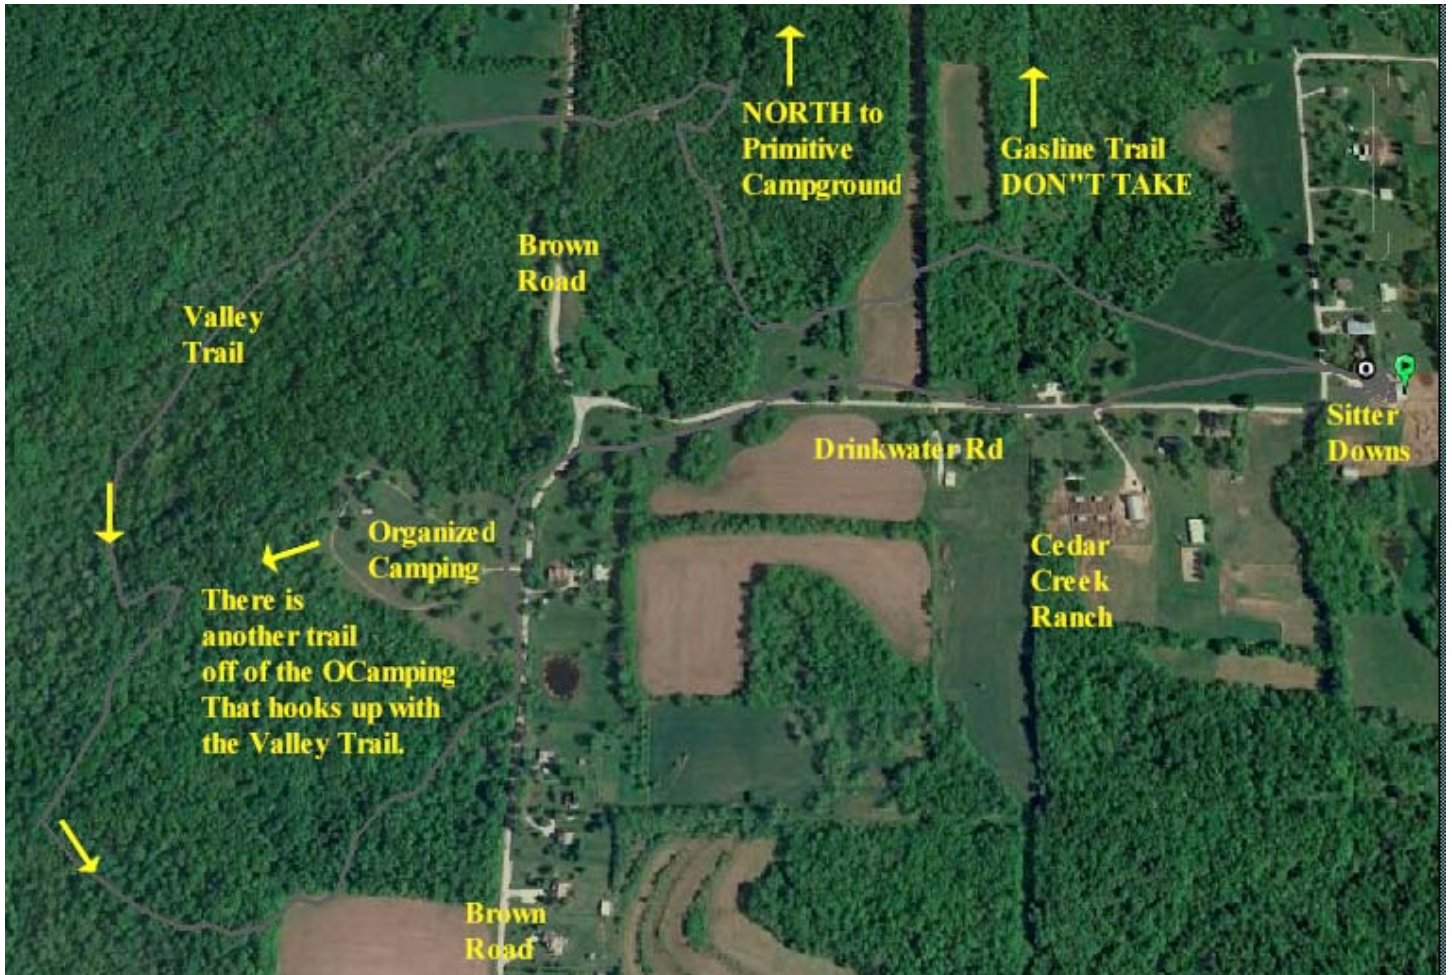 NORTH to
Primitive
Campground
Gasline Trail
DON"T TAKE
Brown
Road
Valley
Trail
Sitter
Downs
Drinkwater Rd
Organized
Camping
Cedar
Creek
Ranch
There is
another trail
off of the OCamping
That hooks up with
the Valley Trail.
Brown
Road